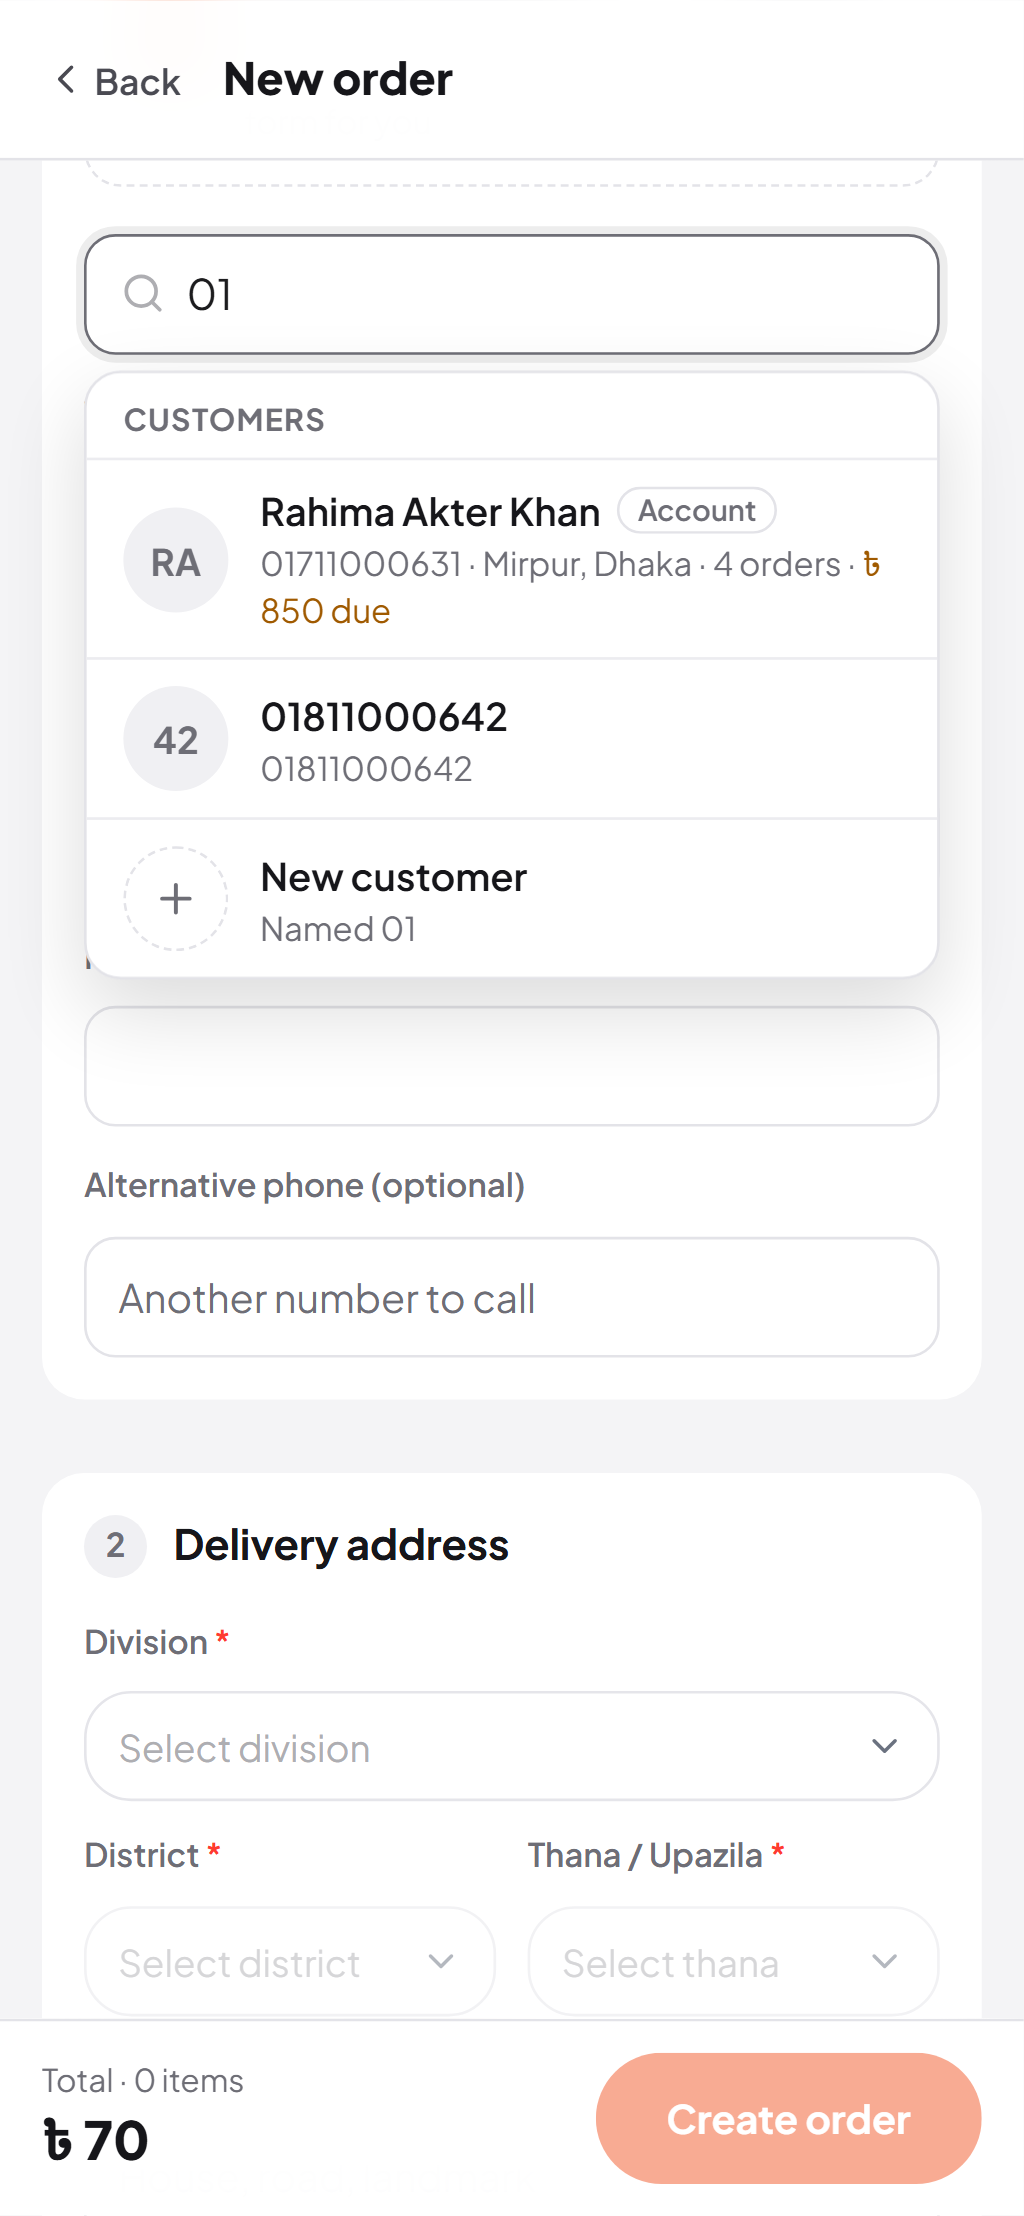 Back New order
01
CUSTOMERS
RA
Rahima Akter Khan Account
01711000631 · Mirpur, Dhaka · 4 orders · ৳
850 due
42
01811000642
01811000642
New customer
Named 01
Alternative phone (optional)
Another number to call
2 Delivery address
Division *
Select division
District * Thana / Upazila *
Select district Select thana
Total · 0 items
৳ 70
Create order